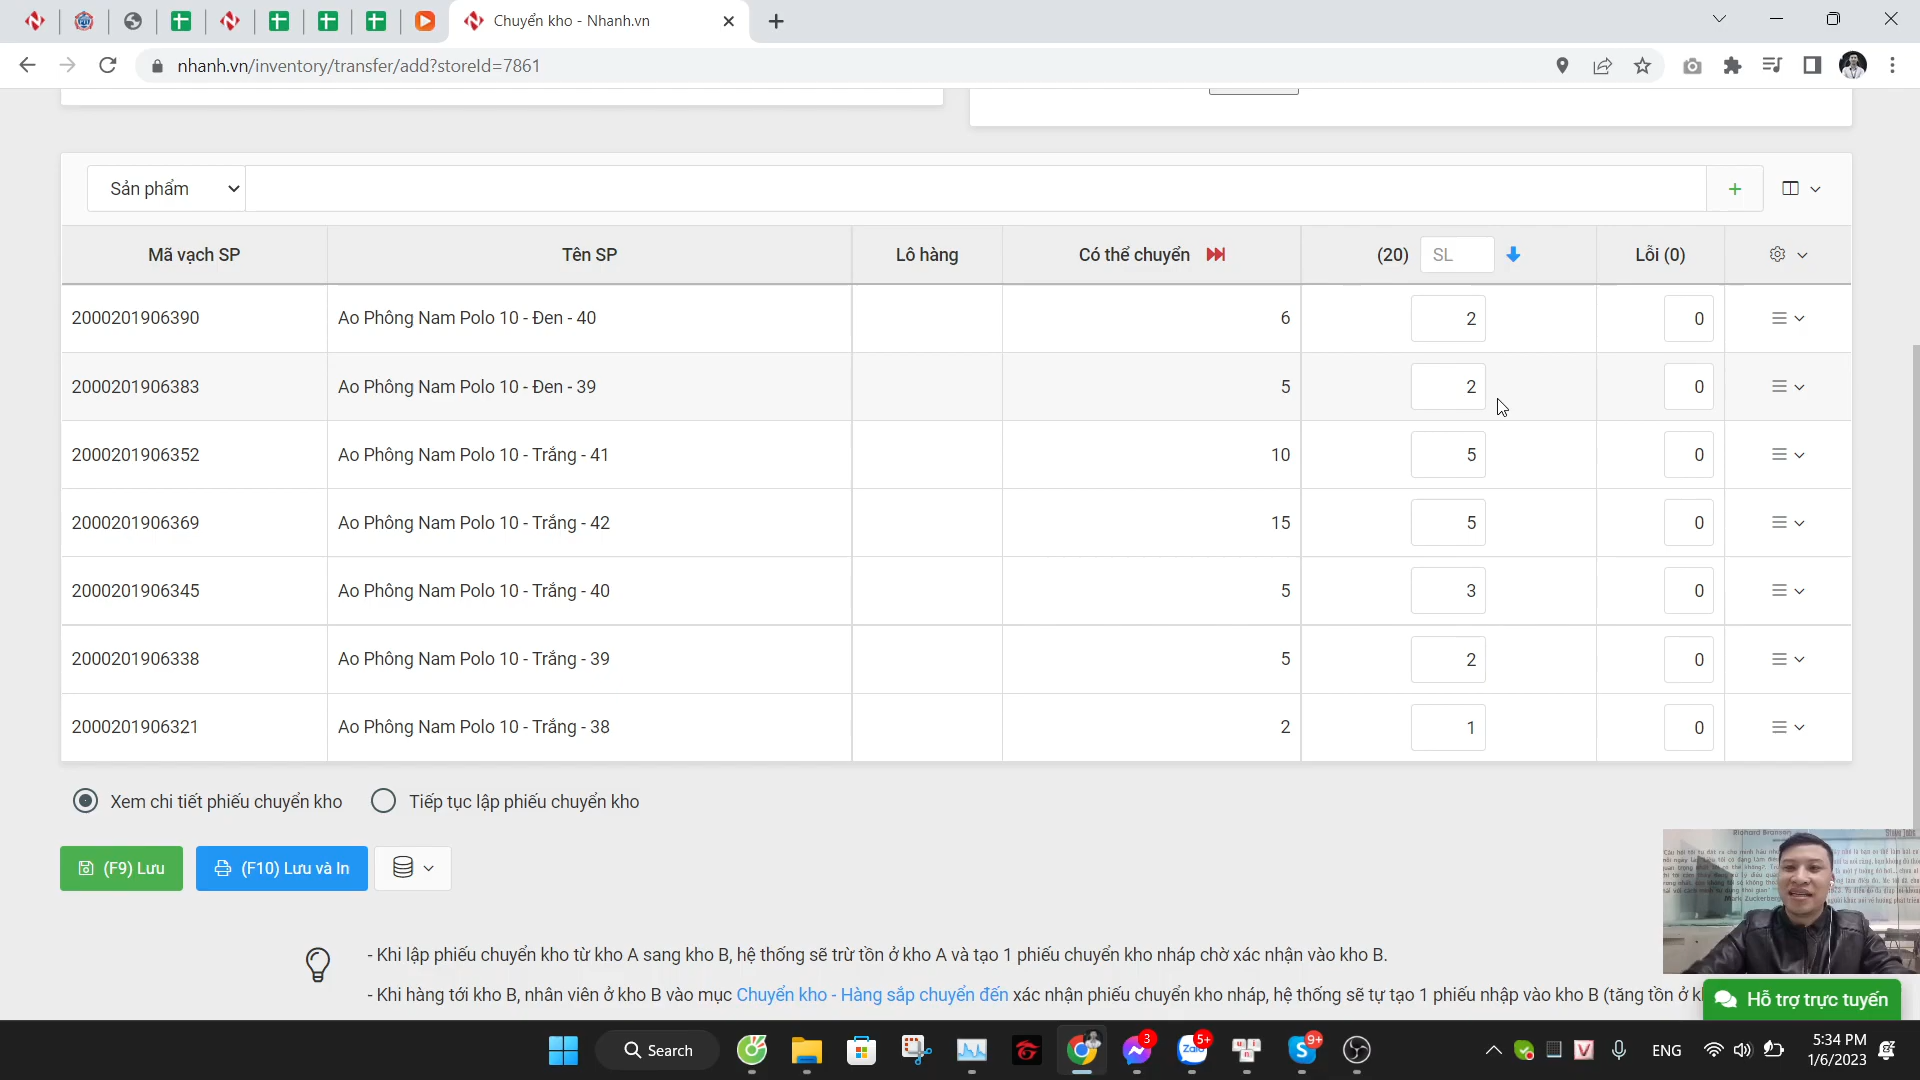 Chuyển kho - Nhanh.vn
nhanh.vn/inventory/transfer/add?storeId=7861
Sản phẩm
Mã vạch SP Tên SP Lô hàng Có thể chuyển (20) SL Lỗi (0)
2000201906390 Ao Phông Nam Polo 10 - Đen - 40 6 2 0
2000201906383 Ao Phông Nam Polo 10 - Đen - 39 5 2 0
2000201906352 Ao Phông Nam Polo 10 - Trắng - 41 10 5 0
2000201906369 Ao Phông Nam Polo 10 - Trắng - 42 15 5 0
2000201906345 Ao Phông Nam Polo 10 - Trắng - 40 5 3 0
2000201906338 Ao Phông Nam Polo 10 - Trắng - 39 5 2 0
2000201906321 Ao Phông Nam Polo 10 - Trắng - 38 2 1 0
Xem chi tiết phiếu chuyển kho Tiếp tục lập phiếu chuyển kho
(F9) Lưu (F10) Lưu và In
Richard Branson
Mark Zuckerberg
- Khi lập phiếu chuyển kho từ kho A sang kho B, hệ thống sẽ trừ tồn ở kho A và tạo 1 phiếu chuyển kho nháp chờ xác nhận vào kho B.
- Khi hàng tới kho B, nhân viên ở kho B vào mục Chuyển kho - Hàng sắp chuyển đến xác nhận phiếu chuyển kho nháp, hệ thống sẽ tự tạo 1 phiếu nhập vào kho B (tăng tồn ở
Hỗ trợ trực tuyến
Search
3
Zalo 5+
9+
ENG
5:34 PM
1/6/2023